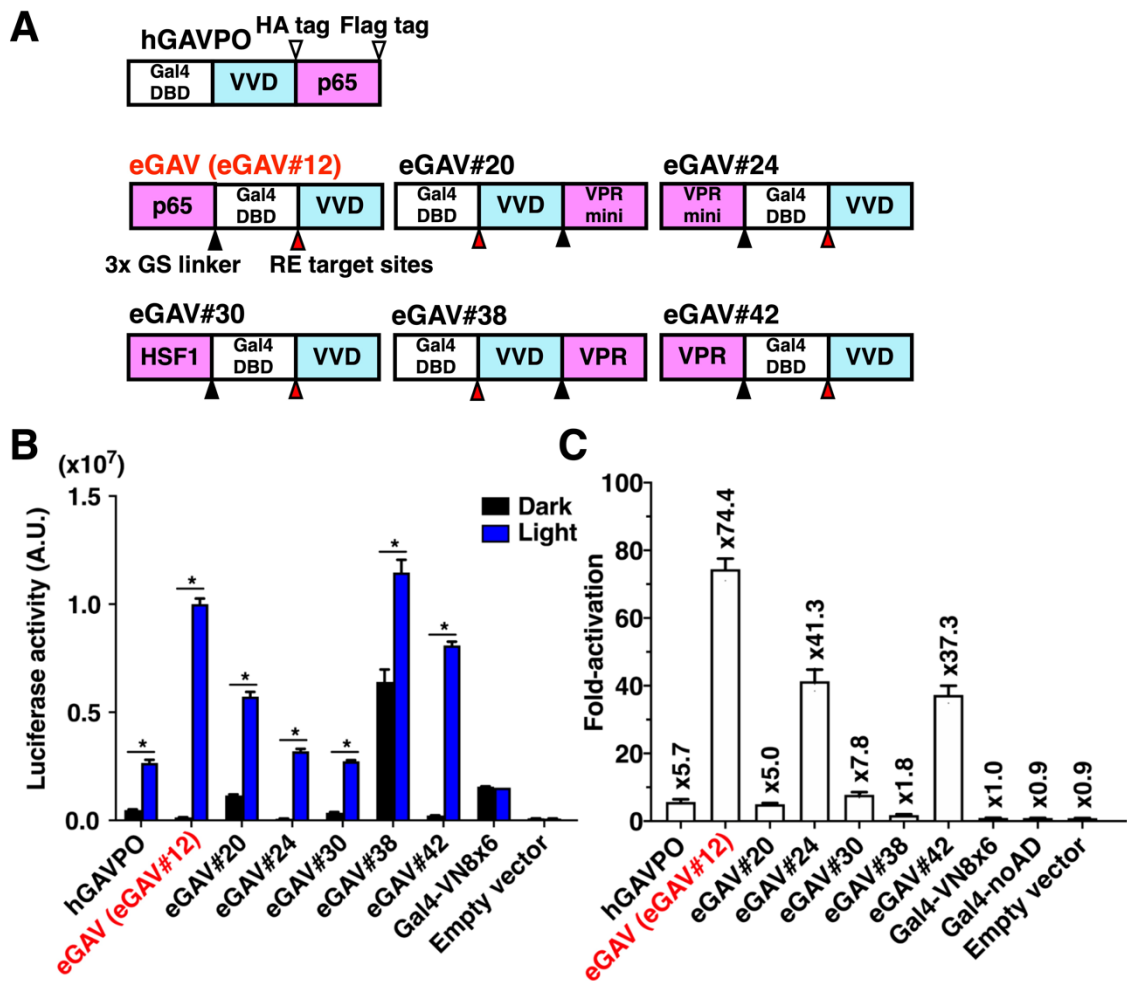 A
HA tag Flag tag
hGAVPO
Gal4 DBD VVD p65
eGAV (eGAV#12) eGAV#20 eGAV#24
p65 Gal4 DBD VVD Gal4 DBD VVD VPR mini VPR mini Gal4 DBD VVD
3x GS linker RE target sites
eGAV#30 eGAV#38 eGAV#42
HSF1 Gal4 DBD VVD Gal4 DBD VVD VPR VPR Gal4 DBD VVD
B
(x10⁷)
Luciferase activity (A.U.)
1.5
1.0
0.5
0.0
Dark
Light
* * * * * * *
hGAVPO
eGAV (eGAV#12)
eGAV#20
eGAV#24
eGAV#30
eGAV#38
eGAV#42
Gal4-VN8x6
Empty vector
C
Fold-activation
100
80
60
40
20
0
x5.7
x74.4
x5.0
x41.3
x7.8
x1.8
x37.3
x1.0
x0.9
x0.9
hGAVPO
eGAV (eGAV#12)
eGAV#20
eGAV#24
eGAV#30
eGAV#38
eGAV#42
Gal4-VN8x6
Gal4-noAD
Empty vector